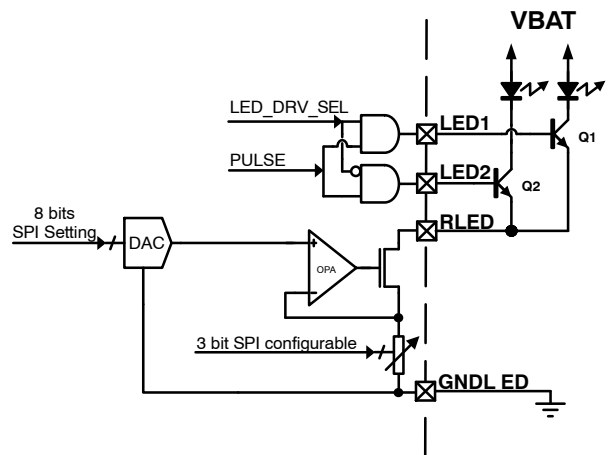 VBAT
LED_DRV_SEL
LED1
Q1
PULSE
LED2
Q2
8 bits
SPI Setting
DAC
RLED
+
OPA
-
3 bit SPI configurable
GNDL ED